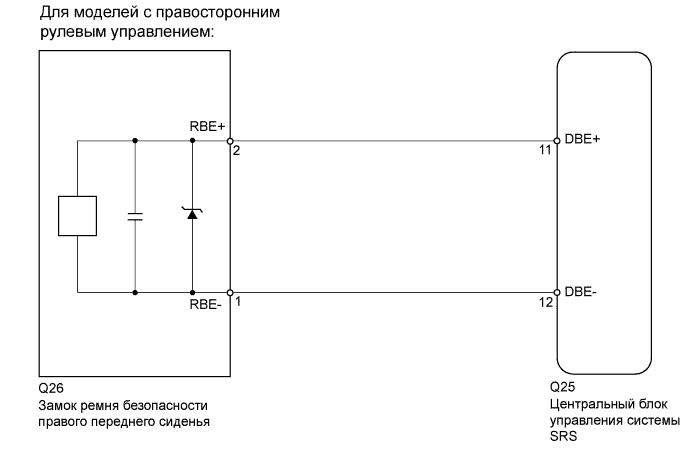 Для моделей с правосторонним
рулевым управлением:
RBE+
2
11
DBE+
RBE-
1
12
DBE-
Q26
Замок ремня безопасности
правого переднего сиденья
Q25
Центральный блок
управления системы
SRS